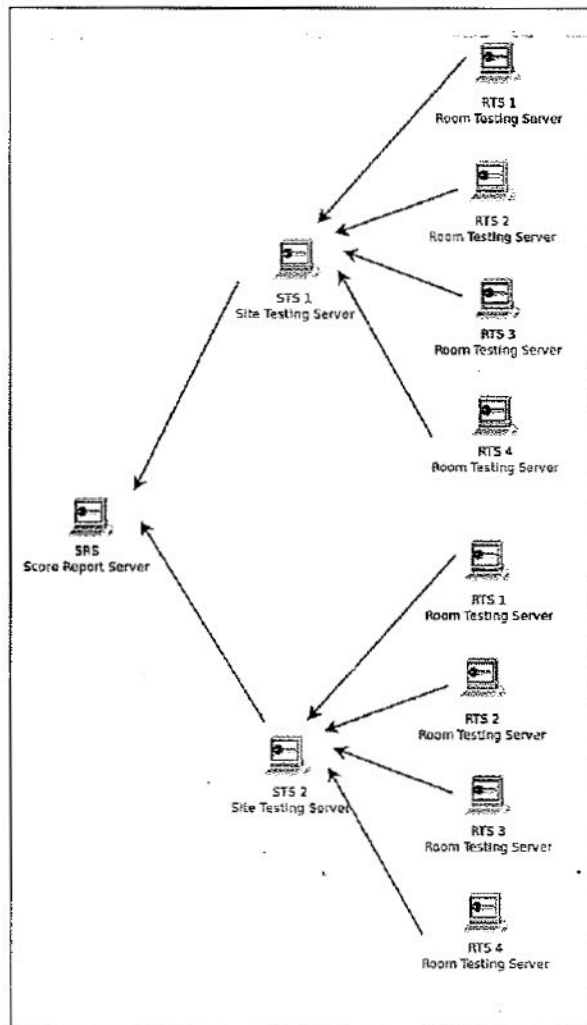 RTS 1
Room Testing Server
RTS 2
Room Testing Server
STS 1
Site Testing Server
RTS 3
Room Testing Server
RTS 4
Room Testing Server
SRS
Score Report Server
RTS 1
Room Testing Server
RTS 2
Room Testing Server
STS 2
Site Testing Server
RTS 3
Room Testing Server
RTS 4
Room Testing Server